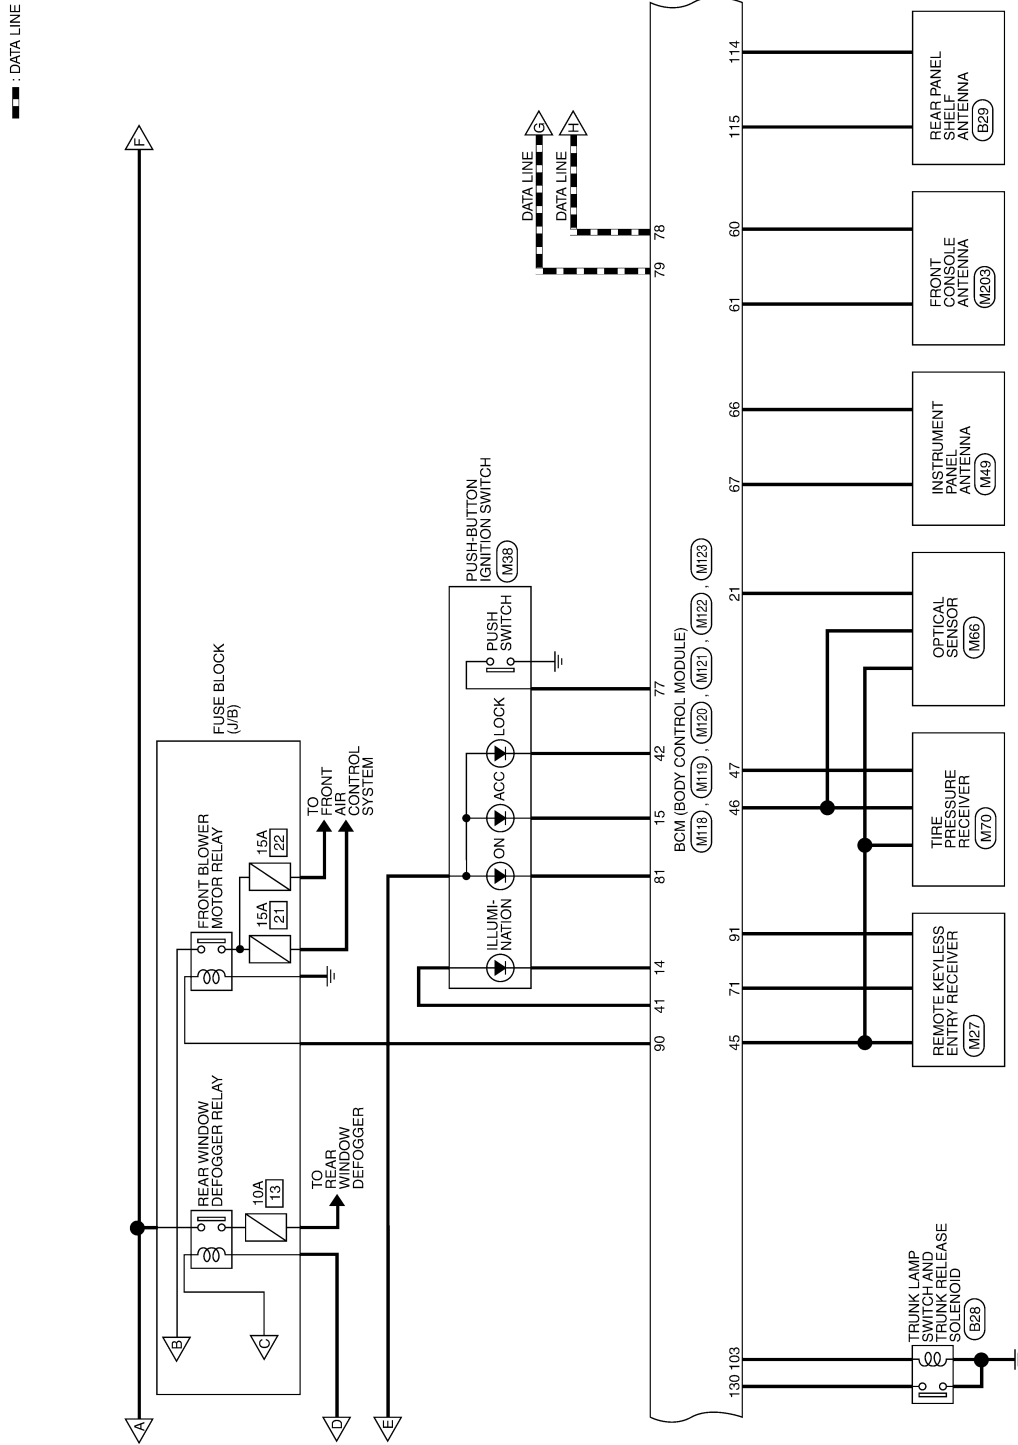 : DATA LINE
A
F
FUSE BLOCK
(J/B)
B
C
REAR WINDOW
DEFOGGER RELAY
10A
13
TO
REAR
WINDOW
DEFOGGER
FRONT BLOWER
MOTOR RELAY
15A
21
15A
22
TO
FRONT
AIR
CONTROL
SYSTEM
D
E
PUSH-BUTTON
IGNITION SWITCH
M38
ILLUMI-
NATION
ON
ACC
LOCK
PUSH
SWITCH
DATA LINE
G
DATA LINE
H
90
41
14
81
15
42
77
79
78
BCM (BODY CONTROL MODULE)
M118 , M119 , M120 , M121 , M122 , M123
130
103
45
71
91
46
47
21
67
66
61
60
115
114
TRUNK LAMP
SWITCH AND
TRUNK RELEASE
SOLENOID
B28
REMOTE KEYLESS
ENTRY RECEIVER
M27
TIRE
PRESSURE
RECEIVER
M70
OPTICAL
SENSOR
M66
INSTRUMENT
PANEL
ANTENNA
M49
FRONT
CONSOLE
ANTENNA
M203
REAR PANEL
SHELF
ANTENNA
B29